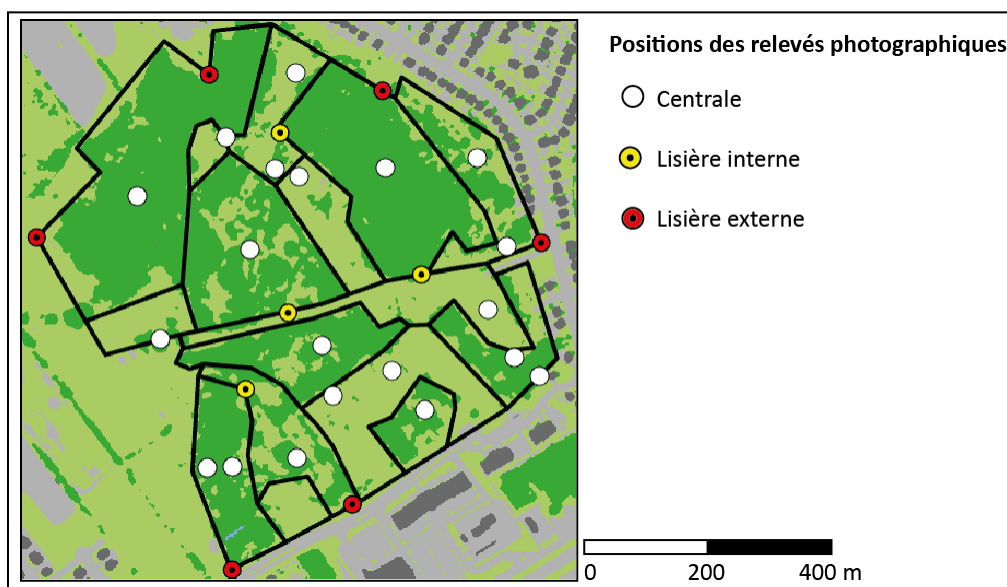 Positions des relevés photographiques
Centrale
Lisière interne
Lisière externe
0 200 400 m